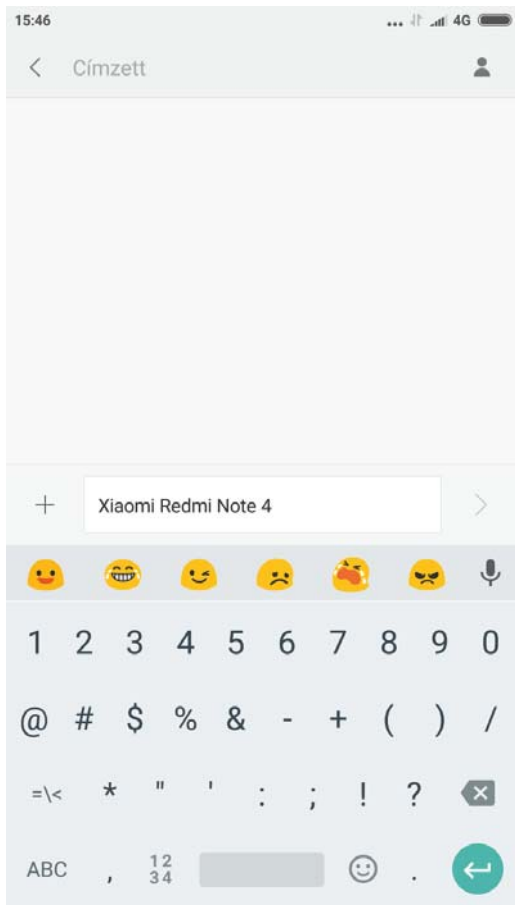 15:46 ... 4G
Címzett
Xiaomi Redmi Note 4
1 2 3 4 5 6 7 8 9 0
@ # $ % & - + ( ) /
=\< * " ' : ; ! ?
ABC , 12 34 .